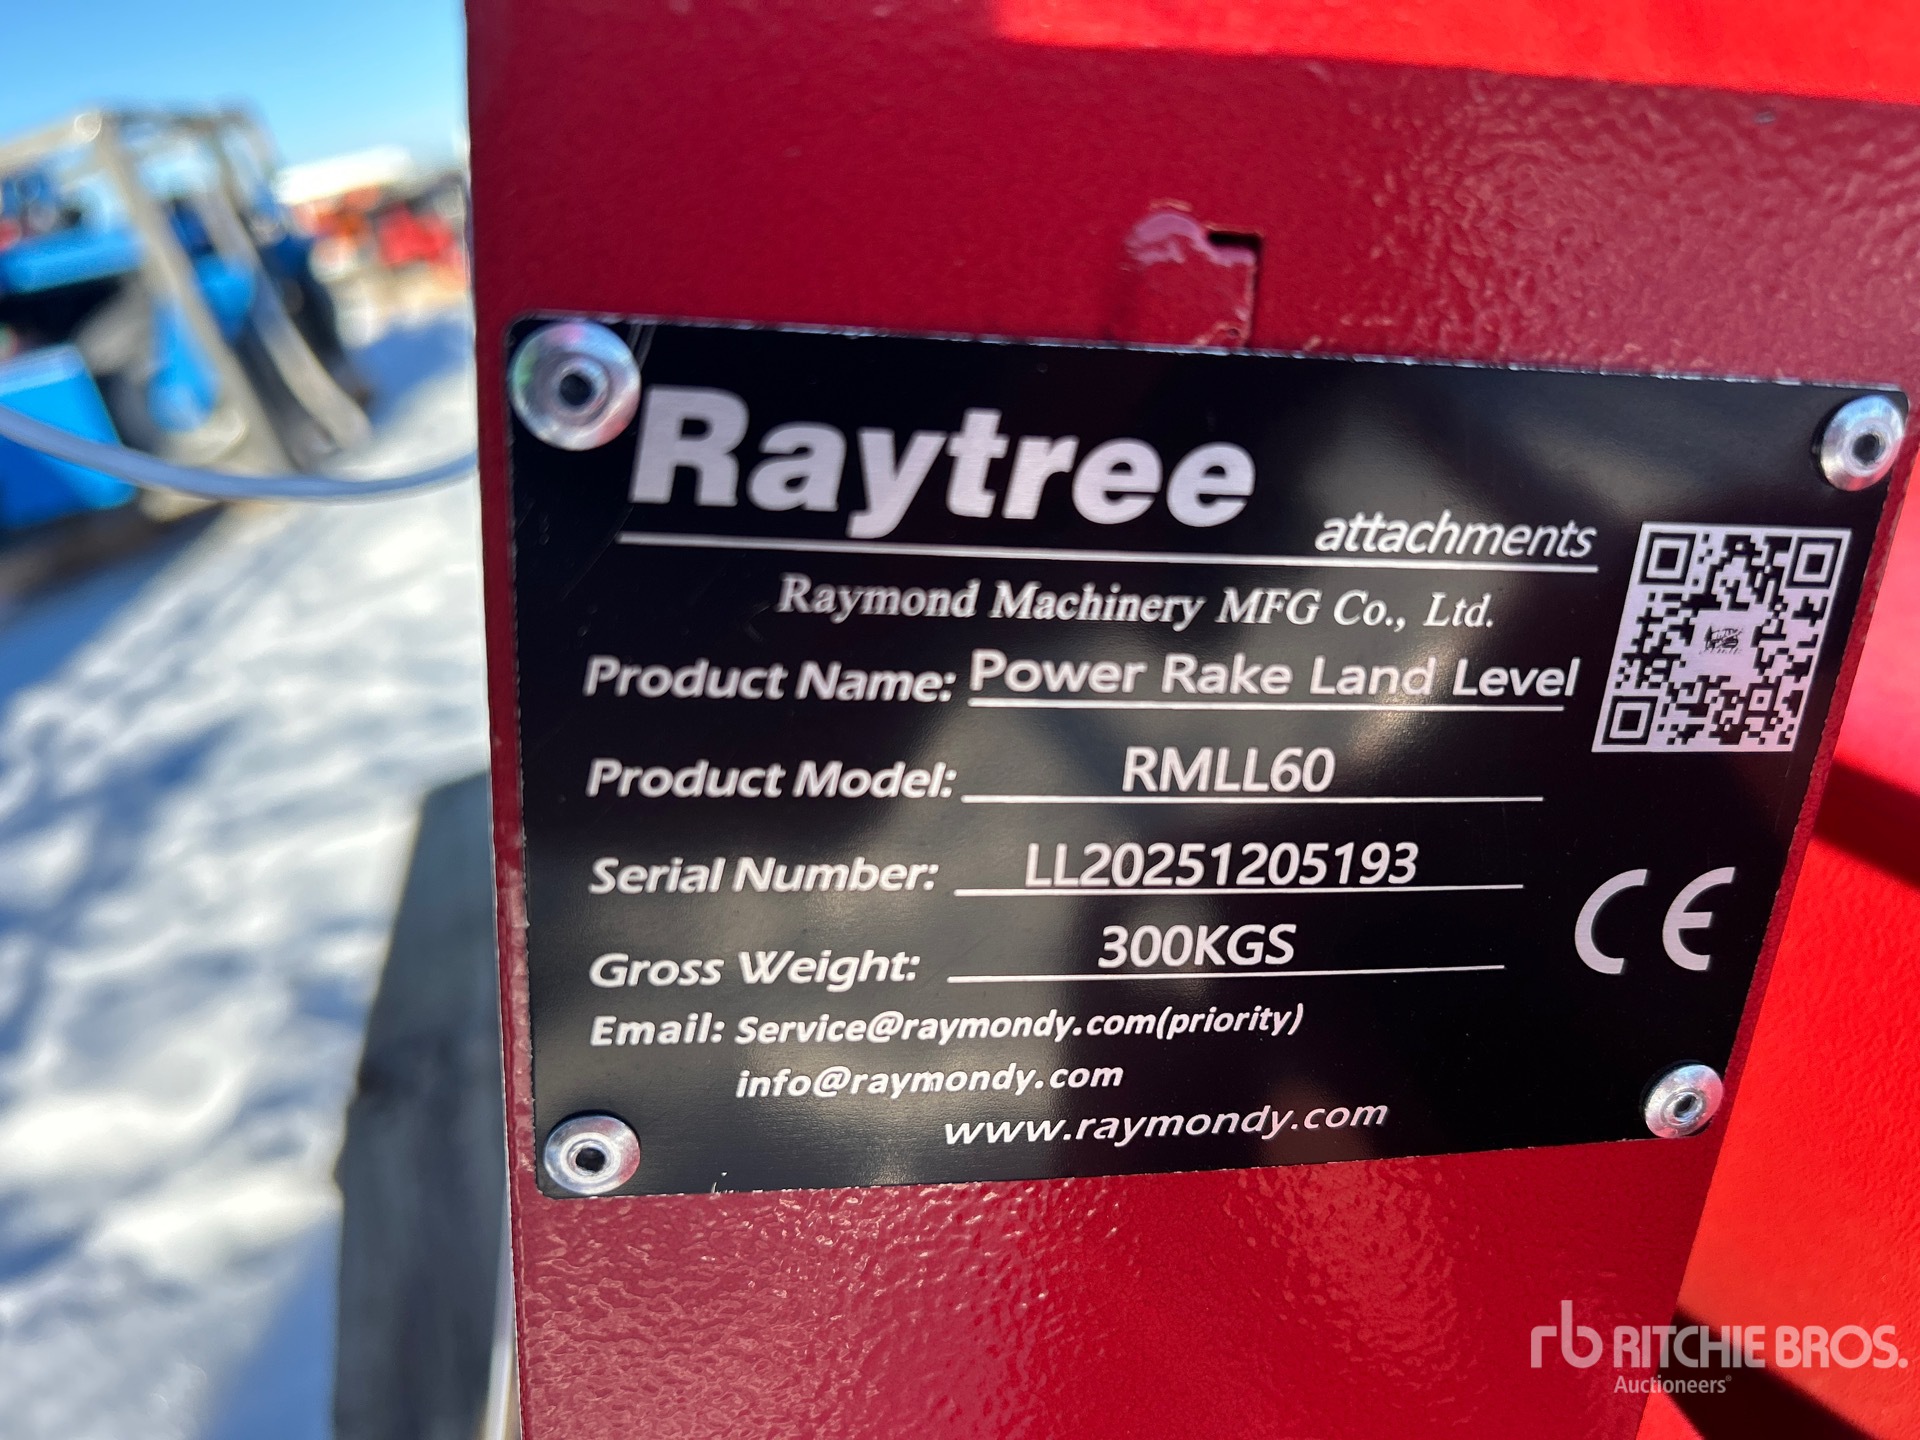 Raytree
attachments
Raymond Machinery MFG Co., Ltd.
Product Name: Power Rake Land Level
Product Model: RMLL60
Serial Number: LL20251205193
Gross Weight: 300KGS
CE
Email: Service@raymondy.com(priority)
info@raymondy.com
www.raymondy.com
rb RITCHIE BROS.
Auctioneers®